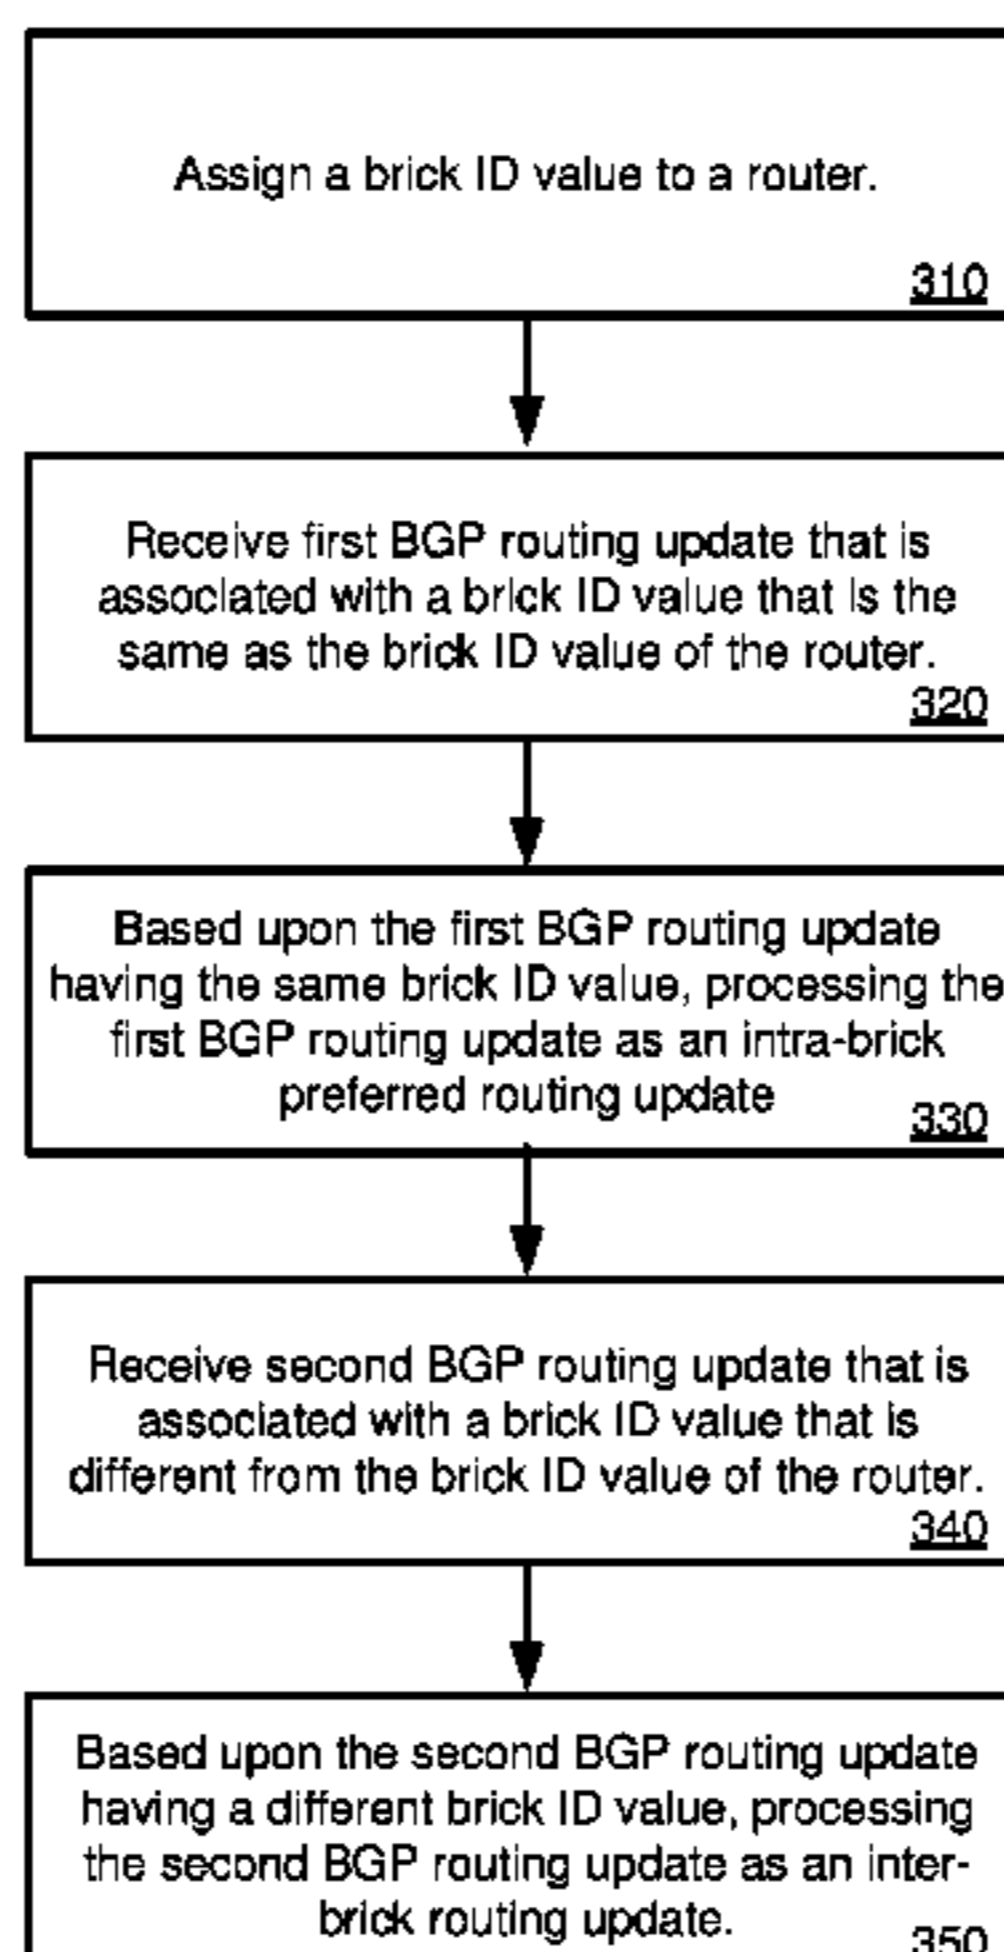 Assign a brick ID value to a router.
310
Receive first BGP routing update that is
associated with a brick ID value that is the
same as the brick ID value of the router.
320
Based upon the first BGP routing update
having the same brick ID value, processing the
first BGP routing update as an intra-brick
preferred routing update
330
Receive second BGP routing update that is
associated with a brick ID value that is
different from the brick ID value of the router.
340
Based upon the second BGP routing update
having a different brick ID value, processing
the second BGP routing update as an inter-
brick routing update.
350